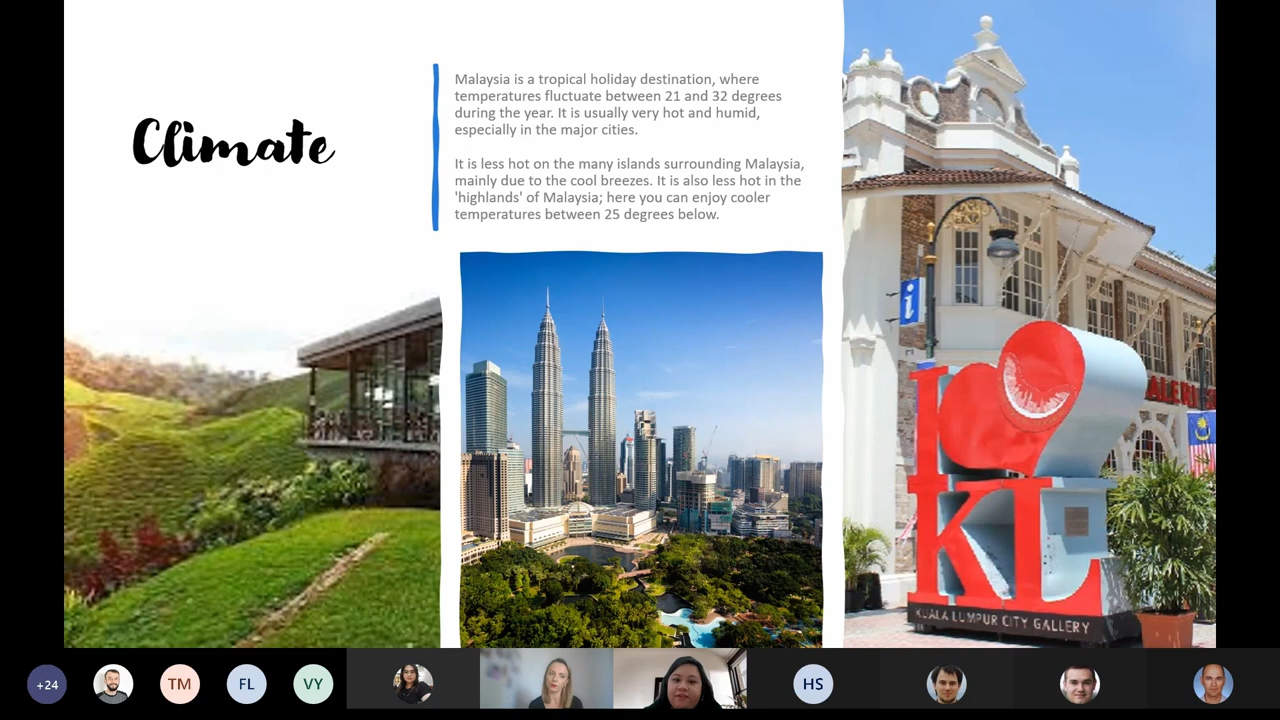 Climate
Malaysia is a tropical holiday destination, where
temperatures fluctuate between 21 and 32 degrees
during the year. It is usually very hot and humid,
especially in the major cities.
It is less hot on the many islands surrounding Malaysia,
mainly due to the cool breezes. It is also less hot in the
'highlands' of Malaysia; here you can enjoy cooler
temperatures between 25 degrees below.
i
I
KL
KUALA LUMPUR CITY GALLERY
+24
TM
FL
VY
HS